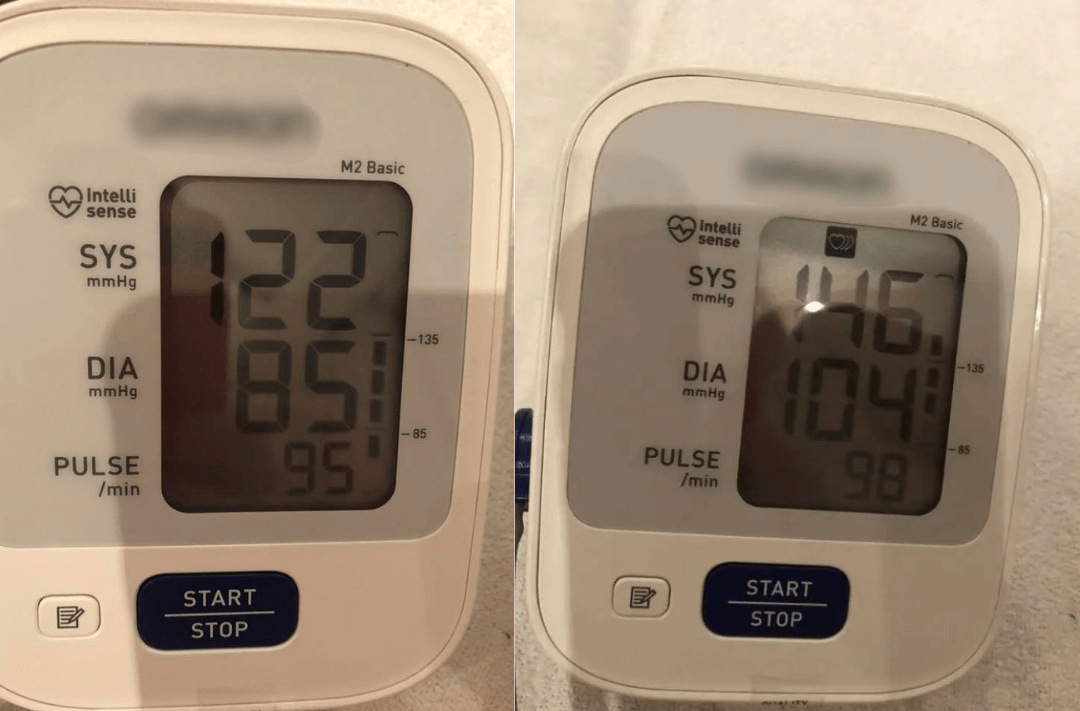 M2 Basic
Intelli
sense
SYS
mmHg
122
135
DIA
mmHg
85
85
PULSE
/min
95
START
STOP
M2 Basic
Intelli
sense
SYS
mmHg
146
135
DIA
mmHg
104
85
PULSE
/min
98
START
STOP